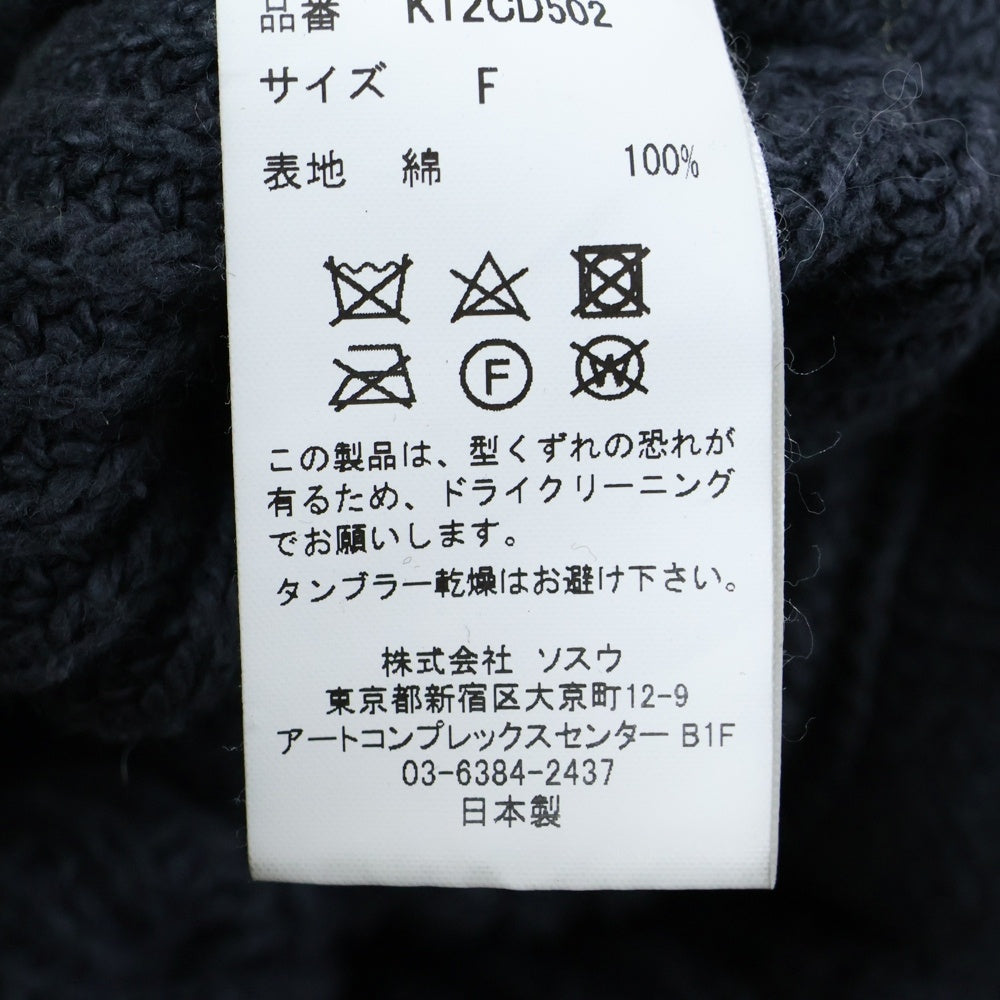 品番 K12CD502
サイズ F
表地 綿 100%
F
W
この製品は、型くずれの恐れが
有るため、ドライクリーニング
でお願いします。
タンブラー乾燥はお避け下さい。
株式会社 ソスウ
東京都新宿区大京町12-9
アートコンプレックスセンター B1F
03-6384-2437
日本製